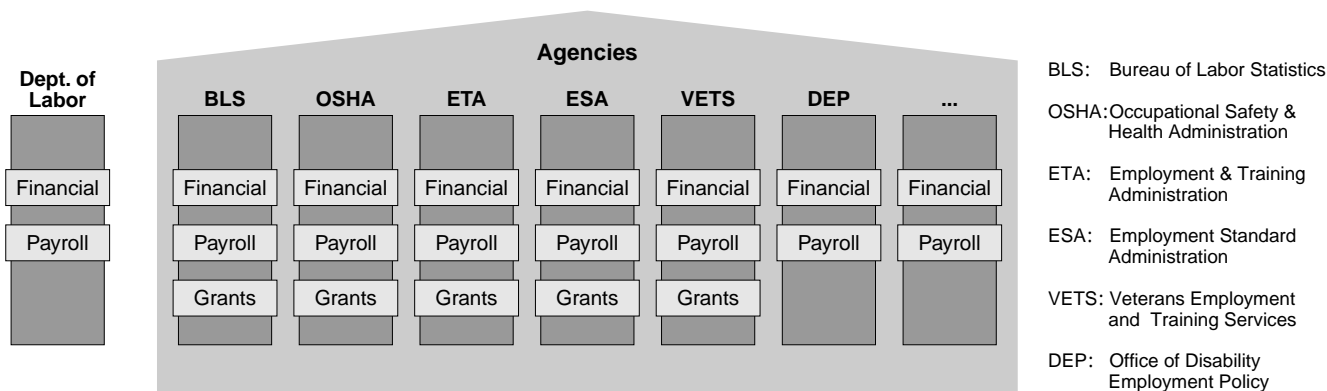 Agencies
Dept. of
Labor
BLS OSHA ETA ESA VETS DEP ...
Financial Financial Financial Financial Financial Financial Financial Financial
Payroll Payroll Payroll Payroll Payroll Payroll Payroll Payroll
Grants Grants Grants Grants Grants
BLS: Bureau of Labor Statistics
OSHA: Occupational Safety &
Health Administration
ETA: Employment & Training
Administration
ESA: Employment Standard
Administration
VETS: Veterans Employment
and Training Services
DEP: Office of Disability
Employment Policy